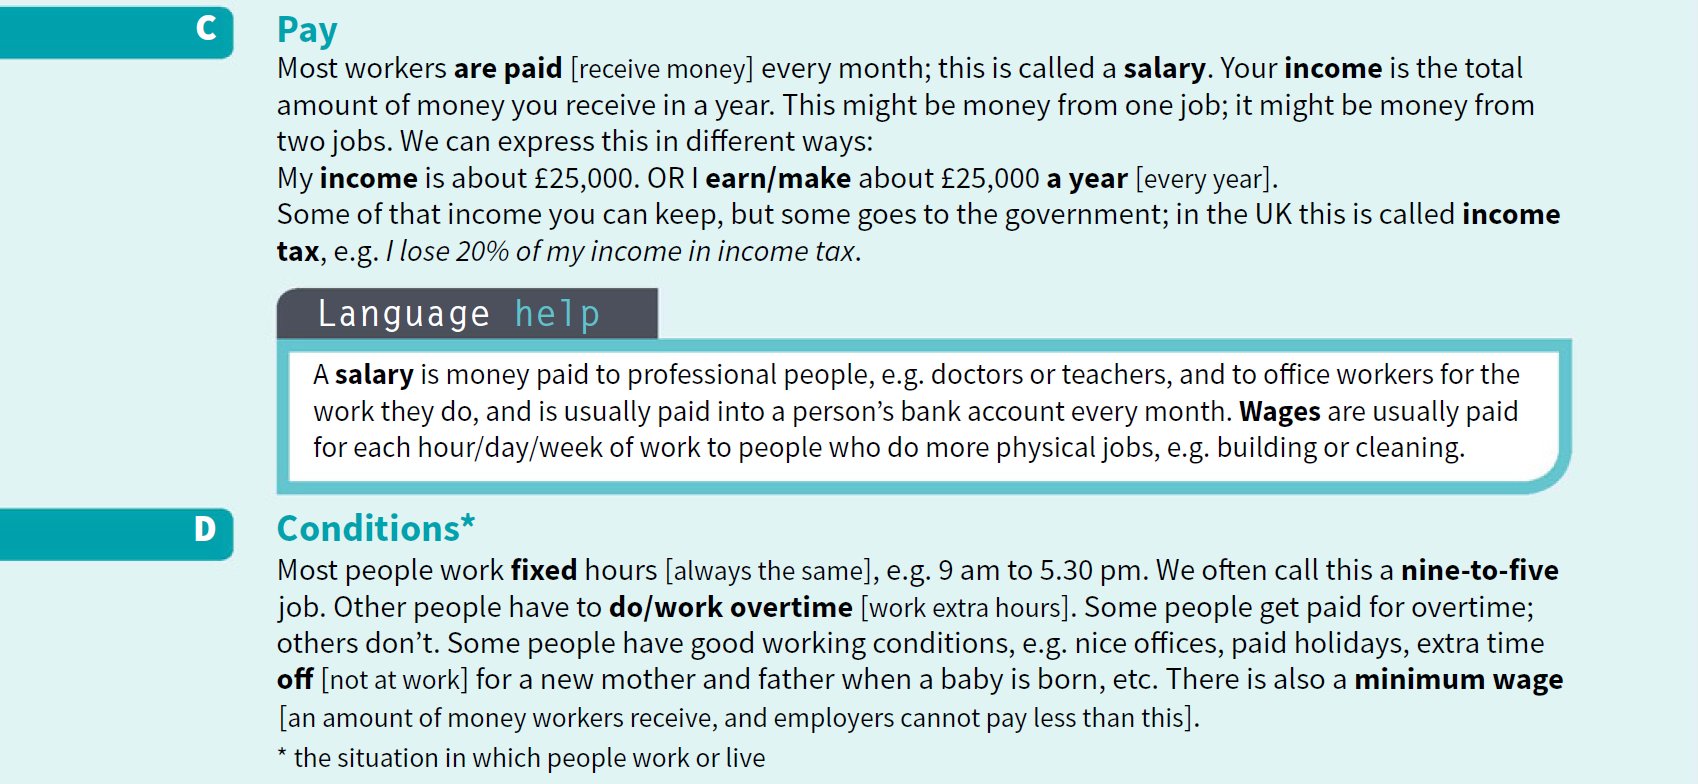 C Pay
Most workers are paid [receive money] every month; this is called a salary. Your income is the total
amount of money you receive in a year. This might be money from one job; it might be money from
two jobs. We can express this in different ways:
My income is about £25,000. OR I earn/make about £25,000 a year [every year].
Some of that income you can keep, but some goes to the government; in the UK this is called income
tax, e.g. I lose 20% of my income in income tax.
Language help
A salary is money paid to professional people, e.g. doctors or teachers, and to office workers for the
work they do, and is usually paid into a person’s bank account every month. Wages are usually paid
for each hour/day/week of work to people who do more physical jobs, e.g. building or cleaning.
D Conditions*
Most people work fixed hours [always the same], e.g. 9 am to 5.30 pm. We often call this a nine-to-five
job. Other people have to do/work overtime [work extra hours]. Some people get paid for overtime;
others don’t. Some people have good working conditions, e.g. nice offices, paid holidays, extra time
off [not at work] for a new mother and father when a baby is born, etc. There is also a minimum wage
[an amount of money workers receive, and employers cannot pay less than this].
* the situation in which people work or live